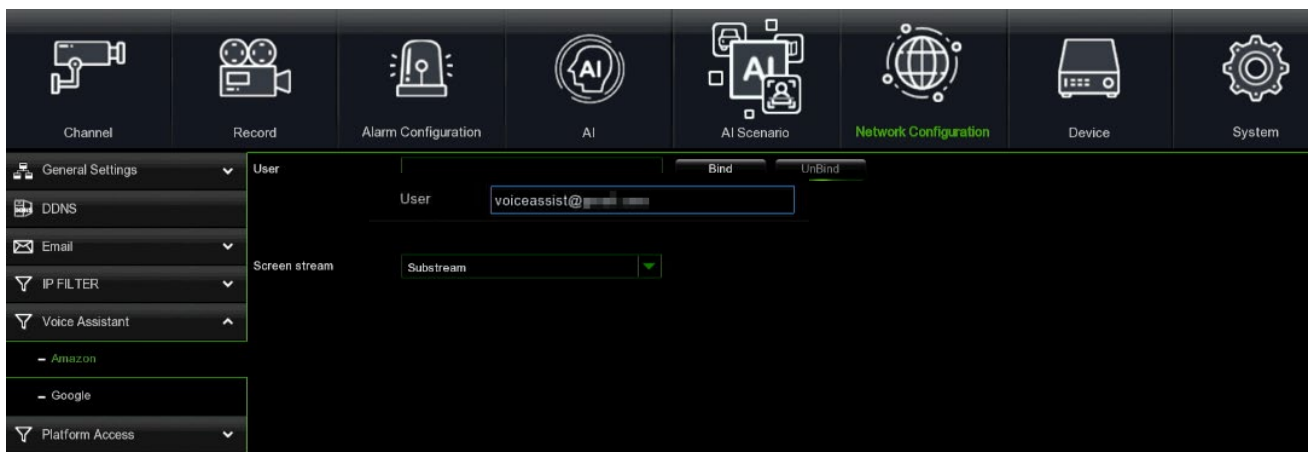 AI
AI
Channel Record Alarm Configuration AI AI Scenario Network Configuration Device System
General Settings
User Bind UnBind
User voiceassist@
DDNS
Email
Screen stream Substream
IP FILTER
Voice Assistant
– Amazon
– Google
Platform Access